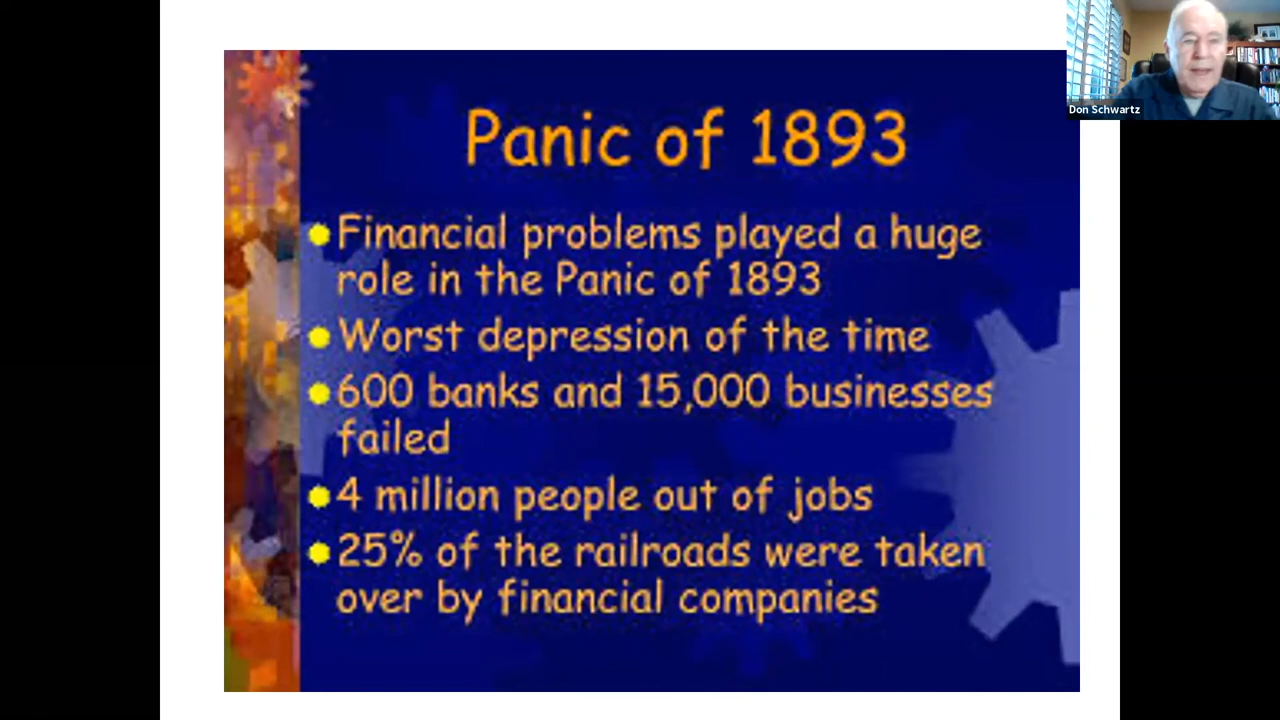 Don Schwartz
Panic of 1893
Financial problems played a huge
role in the Panic of 1893
Worst depression of the time
600 banks and 15,000 businesses
failed
4 million people out of jobs
25% of the railroads were taken
over by financial companies